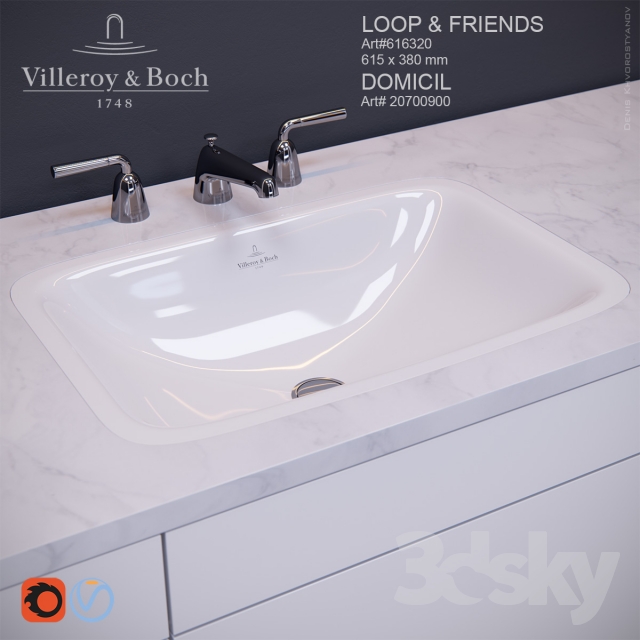 Villeroy & Boch
1748
LOOP & FRIENDS
Art#616320
615 x 380 mm
DOMICIL
Art# 20700900
Villeroy & Boch
3dsky